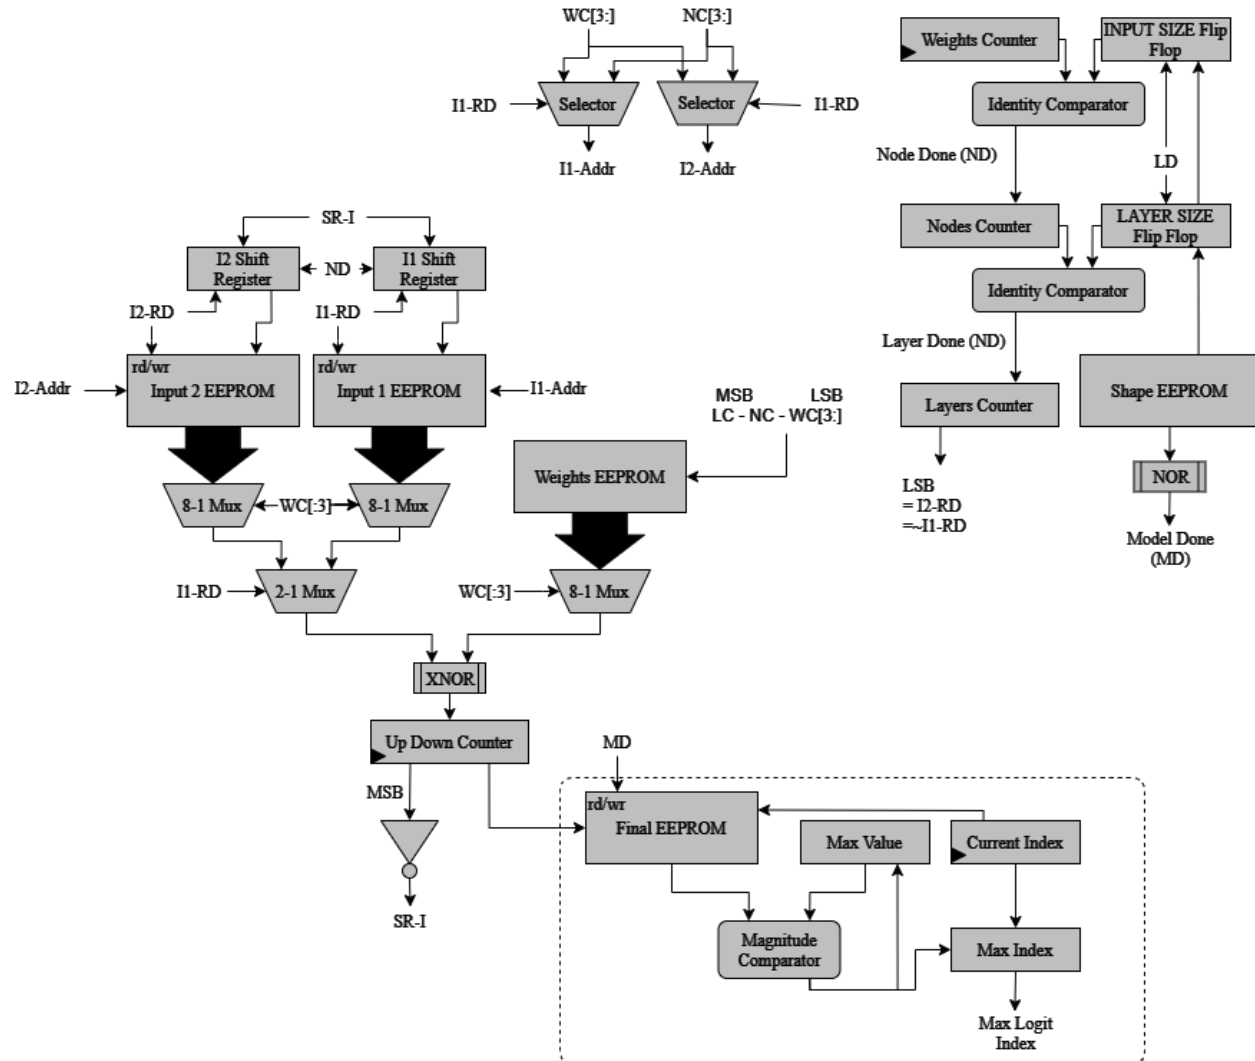 WC[3:]
NC[3:]
I1-RD
Selector
Selector
I1-RD
I1-Addr
I2-Addr
Weights Counter
INPUT SIZE Flip
Flop
Identity Comparator
Node Done (ND)
LD
Nodes Counter
LAYER SIZE
Flip Flop
Identity Comparator
Layer Done (ND)
Layers Counter
Shape EEPROM
LSB
= I2-RD
=~I1-RD
NOR
Model Done
(MD)
SR-I
I2 Shift
Register
ND
I1 Shift
Register
I2-RD
I1-RD
rd/wr
Input 2 EEPROM
rd/wr
Input 1 EEPROM
I2-Addr
I1-Addr
MSB LSB
LC - NC - WC[3:]
Weights EEPROM
8-1 Mux
WC[:3]
8-1 Mux
I1-RD
2-1 Mux
WC[:3]
8-1 Mux
XNOR
Up Down Counter
MSB
SR-I
MD
rd/wr
Final EEPROM
Max Value
Current Index
Magnitude
Comparator
Max Index
Max Logit
Index